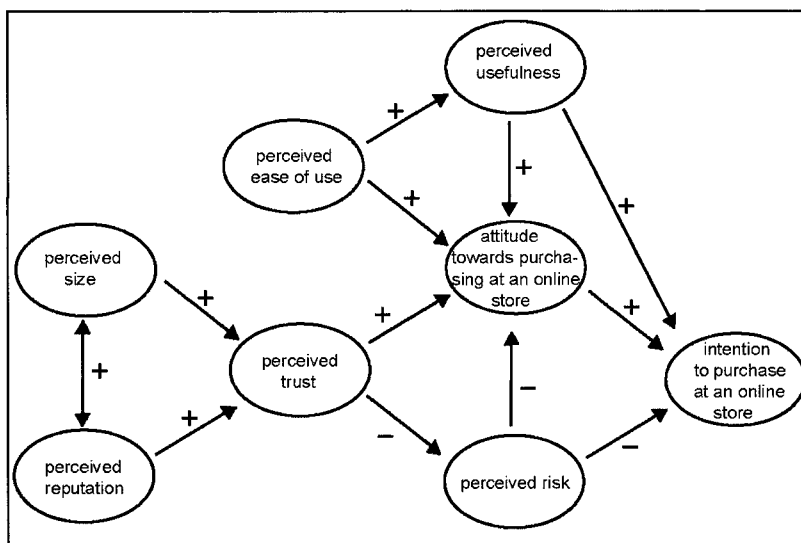 perceived
usefulness
+
perceived
ease of use
+
+
+
attitude
towards purcha-
sing at an online
store
perceived
size
+
+
+
+
perceived
trust
intention
to purchase
at an online
store
+
−
+
−
−
perceived
reputation
perceived risk